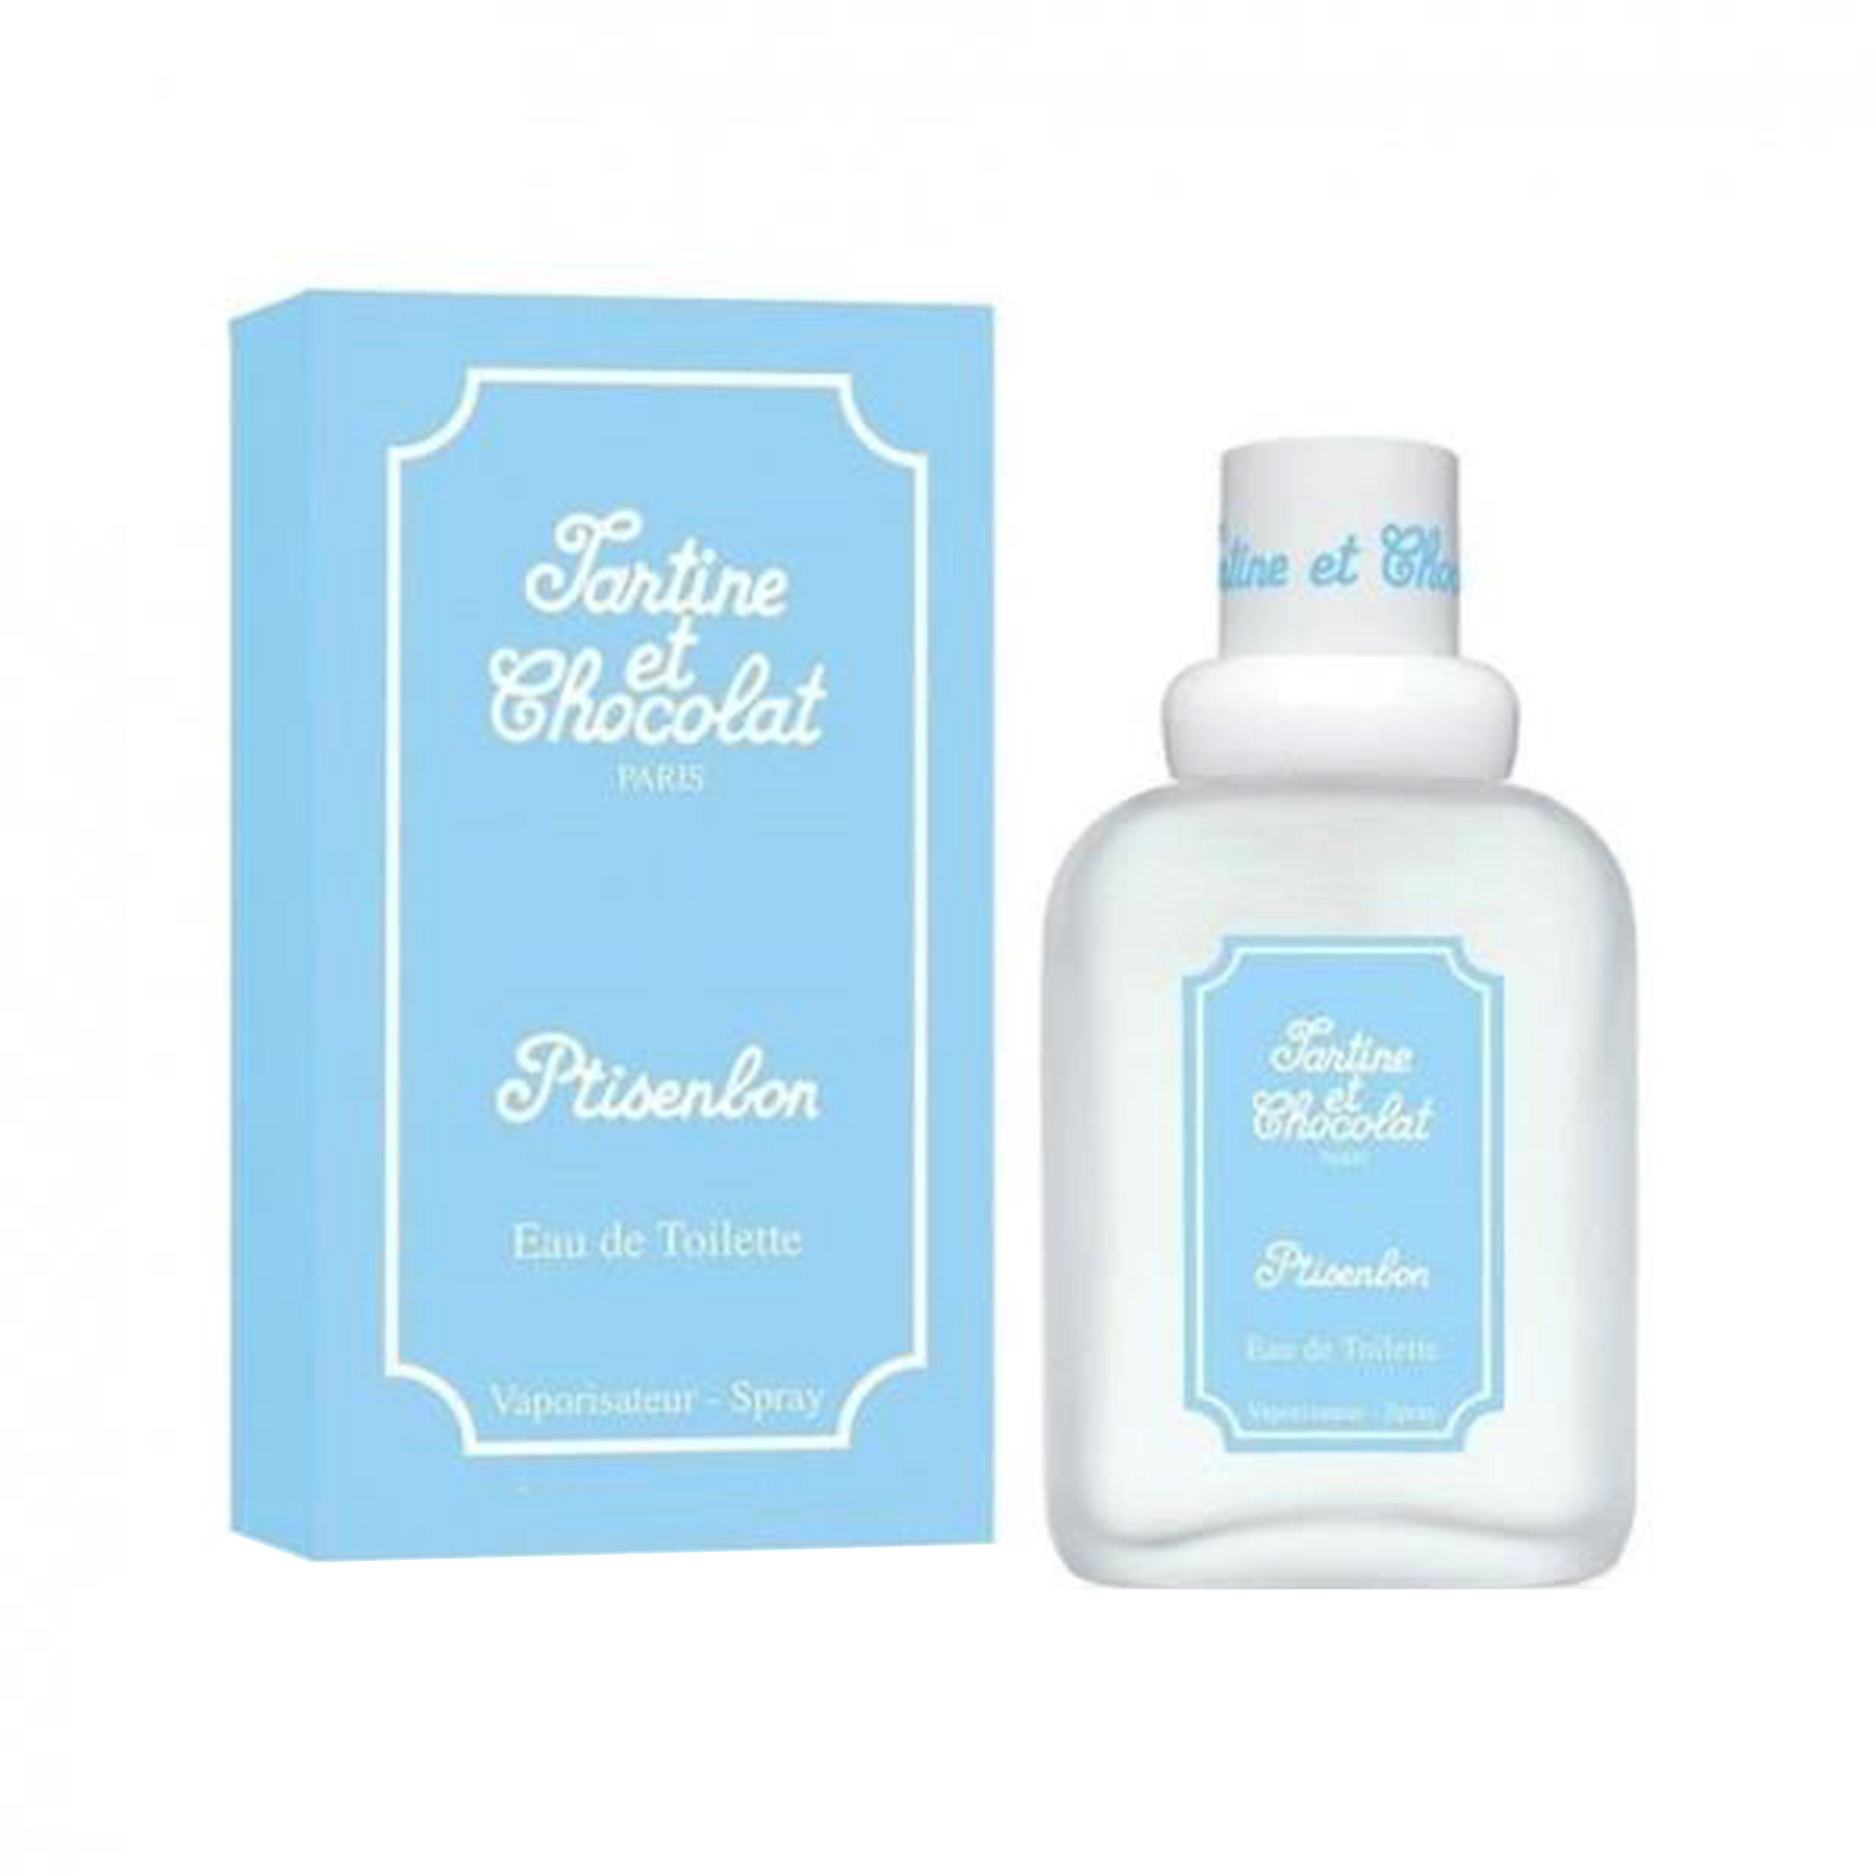 Tartine
et
Chocolat
PARIS
Ptisenbon
Eau de Toilette
Vaporisateur - Spray
tine et Choc
Tartine
et
Chocolat
PARIS
Ptisenbon
Eau de Toilette
Vaporisateur - Spray